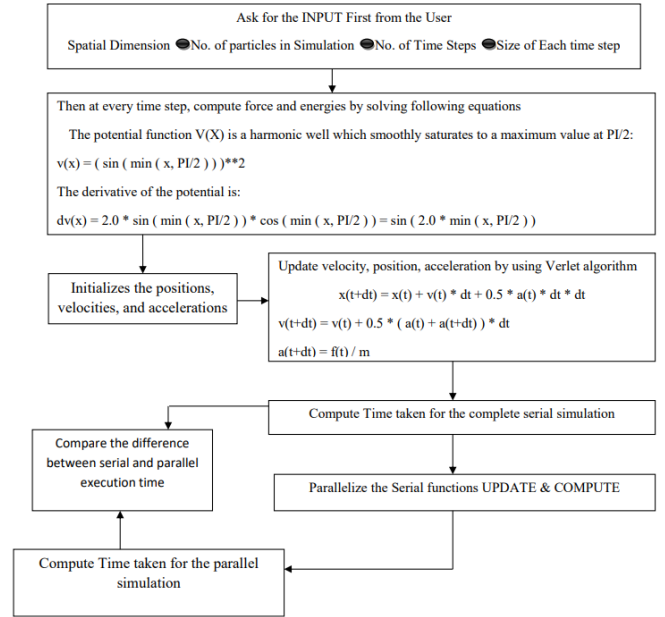 Ask for the INPUT First from the User
Spatial Dimension ●No. of particles in Simulation ●No. of Time Steps ●Size of Each time step
Then at every time step, compute force and energies by solving following equations
The potential function V(X) is a harmonic well which smoothly saturates to a maximum value at PI/2:
v(x) = ( sin ( min ( x, PI/2 ) ) )**2
The derivative of the potential is:
dv(x) = 2.0 * sin ( min ( x, PI/2 ) ) * cos ( min ( x, PI/2 ) ) = sin ( 2.0 * min ( x, PI/2 ) )
Initializes the positions,
velocities, and accelerations
Update velocity, position, acceleration by using Verlet algorithm
x(t+dt) = x(t) + v(t) * dt + 0.5 * a(t) * dt * dt
v(t+dt) = v(t) + 0.5 * ( a(t) + a(t+dt) ) * dt
a(t+dt) = f(t) / m
Compute Time taken for the complete serial simulation
Compare the difference
between serial and parallel
execution time
Parallelize the Serial functions UPDATE & COMPUTE
Compute Time taken for the parallel
simulation